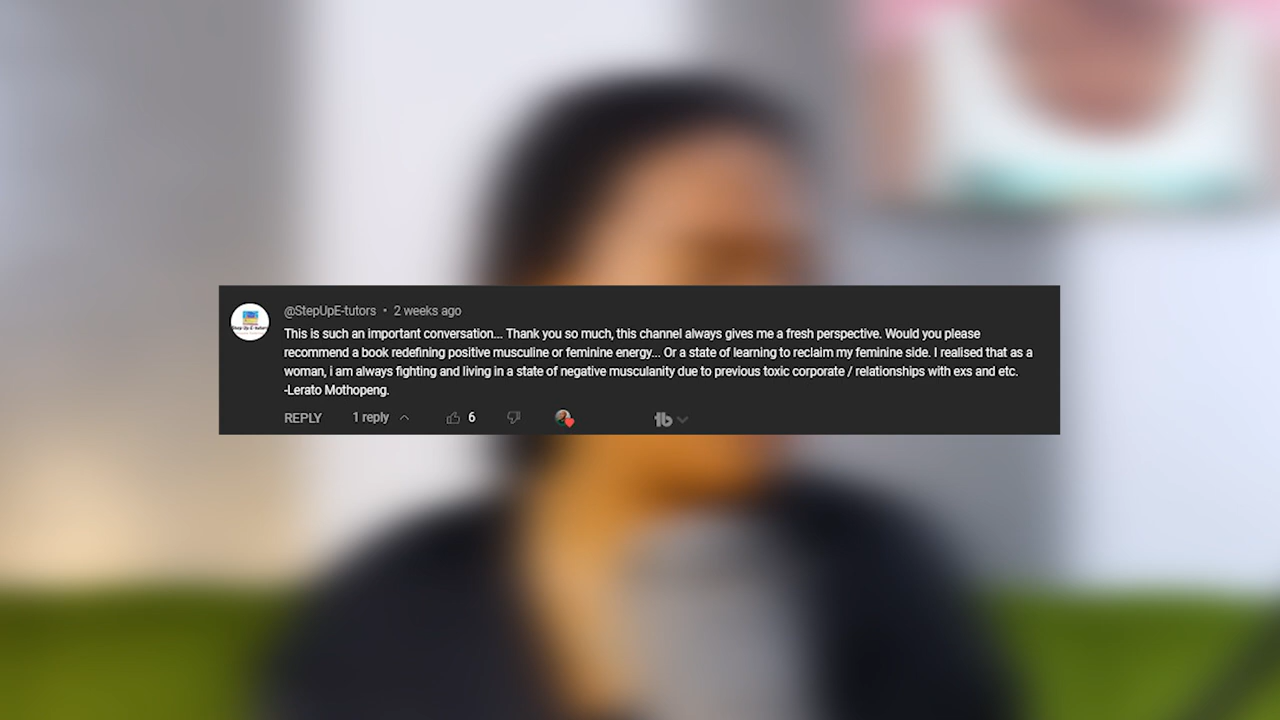 @StepUpE-tutors • 2 weeks ago
This is such an important conversation... Thank you so much, this channel always gives me a fresh perspective. Would you please
recommend a book redefining positive musculine or feminine energy... Or a state of learning to reclaim my feminine side. I realised that as a
woman, i am always fighting and living in a state of negative musculanity due to previous toxic corporate / relationships with exs and etc.
-Lerato Mothopeng.
REPLY 1 reply 6 tb